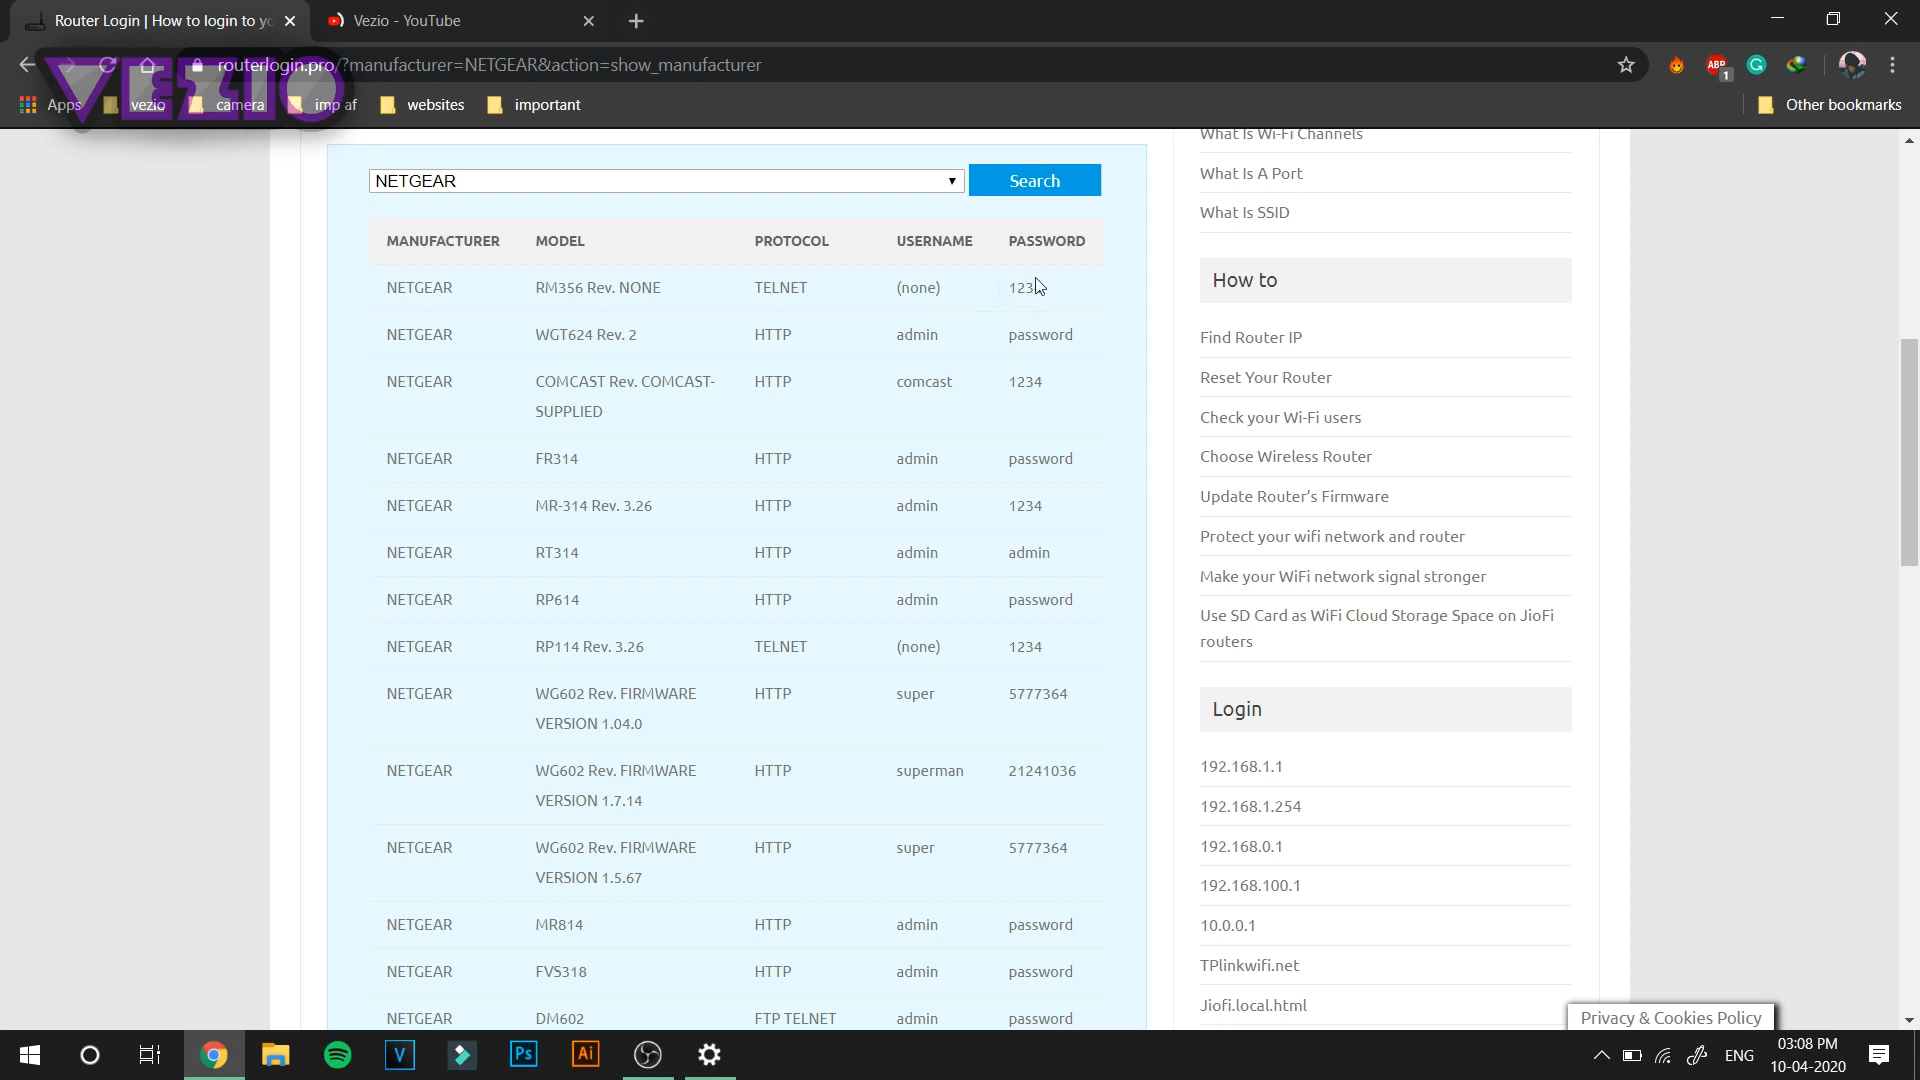 Router Login | How to login to yo
Vezio - YouTube
routerlogin.pro/?manufacturer=NETGEAR&action=show_manufacturer
ABP
1
VEZIO
Apps
vezio
camera
imp af
websites
important
Other bookmarks
NETGEAR
Search
MANUFACTURER MODEL PROTOCOL USERNAME PASSWORD
NETGEAR RM356 Rev. NONE TELNET (none) 123
NETGEAR WGT624 Rev. 2 HTTP admin password
NETGEAR COMCAST Rev. COMCAST- HTTP comcast 1234
SUPPLIED
NETGEAR FR314 HTTP admin password
NETGEAR MR-314 Rev. 3.26 HTTP admin 1234
NETGEAR RT314 HTTP admin admin
NETGEAR RP614 HTTP admin password
NETGEAR RP114 Rev. 3.26 TELNET (none) 1234
NETGEAR WG602 Rev. FIRMWARE HTTP super 5777364
VERSION 1.04.0
NETGEAR WG602 Rev. FIRMWARE HTTP superman 21241036
VERSION 1.7.14
NETGEAR WG602 Rev. FIRMWARE HTTP super 5777364
VERSION 1.5.67
NETGEAR MR814 HTTP admin password
NETGEAR FVS318 HTTP admin password
NETGEAR DM602 FTP TELNET admin password
What Is Wi-Fi Channels
What Is A Port
What Is SSID
How to
Find Router IP
Reset Your Router
Check your Wi-Fi users
Choose Wireless Router
Update Router's Firmware
Protect your wifi network and router
Make your WiFi network signal stronger
Use SD Card as WiFi Cloud Storage Space on JioFi
routers
Login
192.168.1.1
192.168.1.254
192.168.0.1
192.168.100.1
10.0.0.1
TPlinkwifi.net
Jiofi.local.html
Privacy & Cookies Policy
V
Ps
Ai
ENG
03:08 PM
10-04-2020